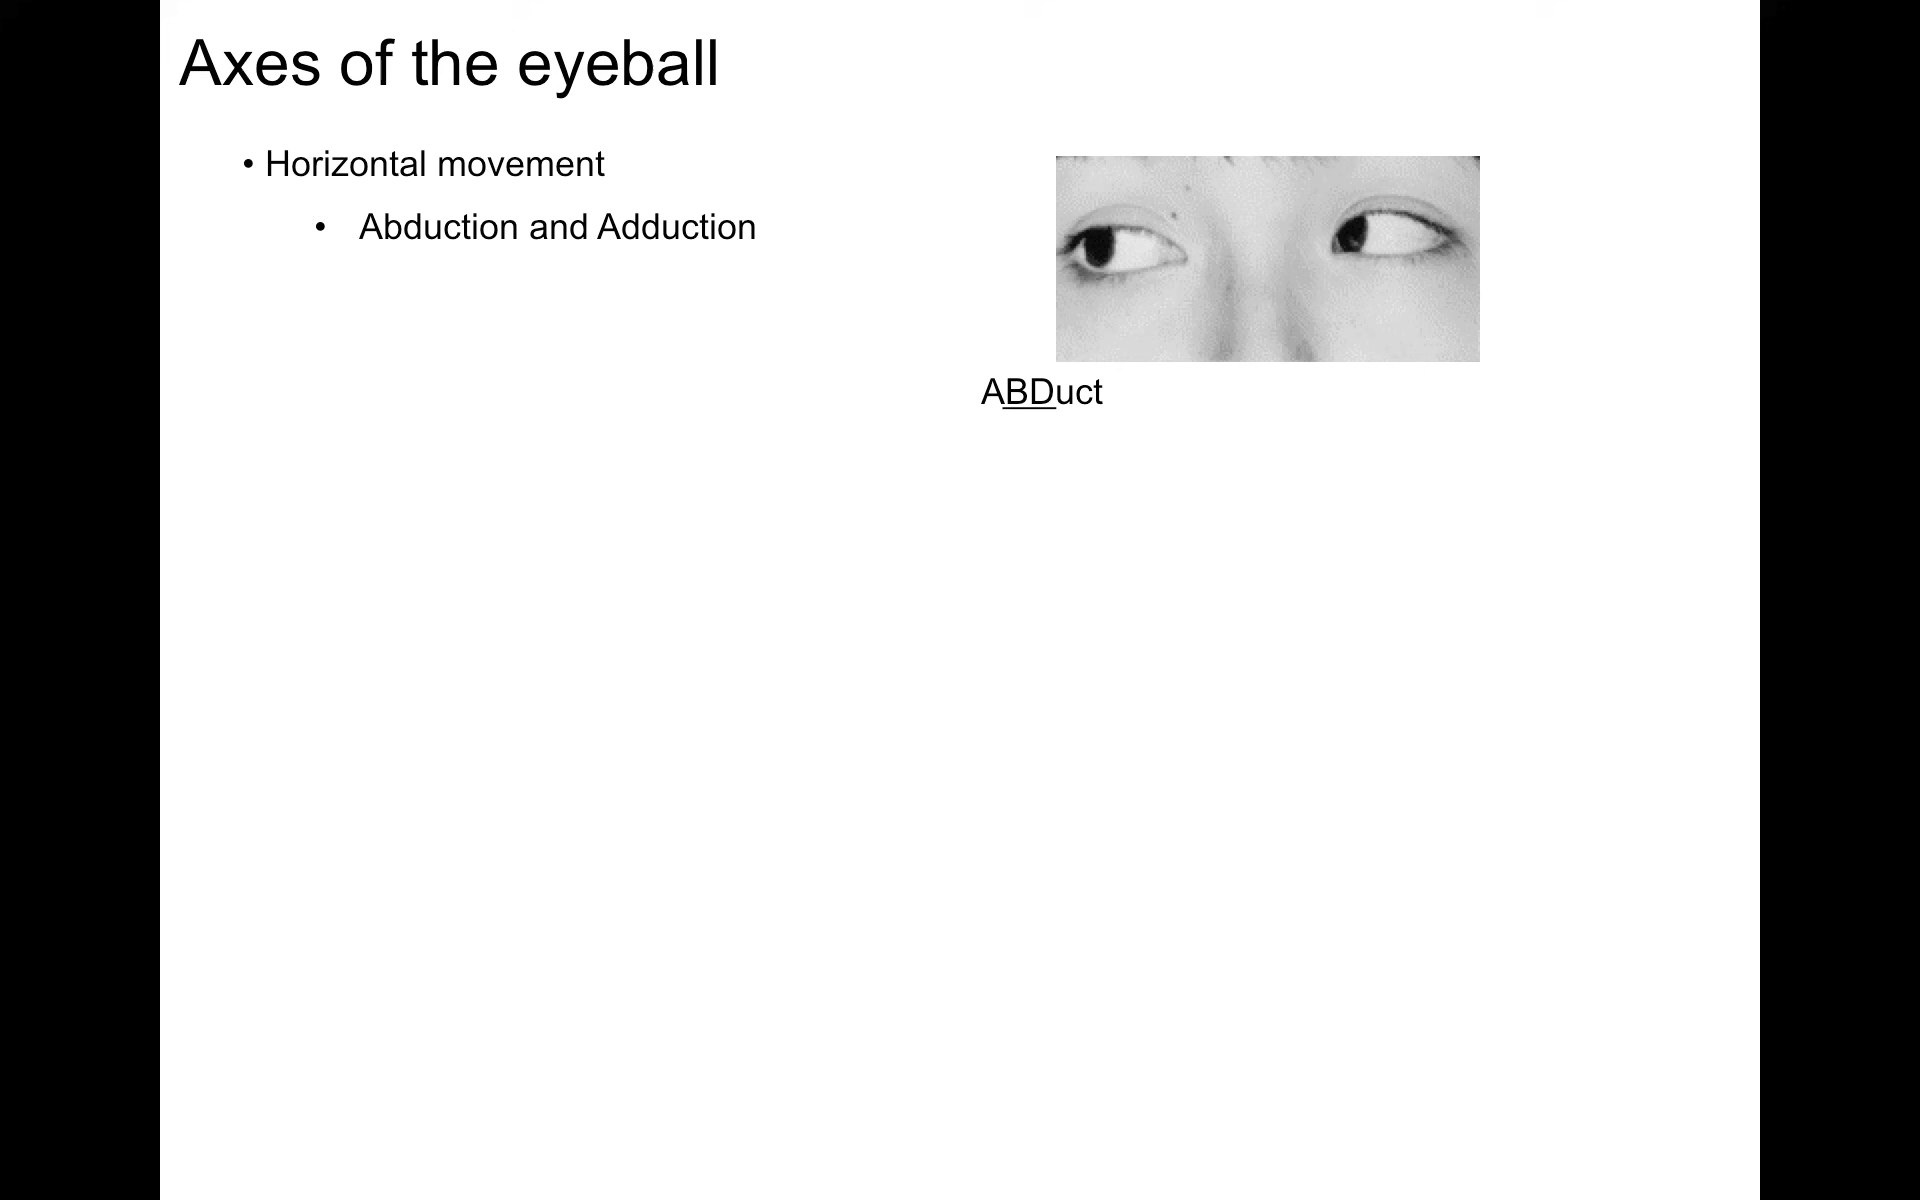 Axes of the eyeball
• Horizontal movement
• Abduction and Adduction
ABDuct